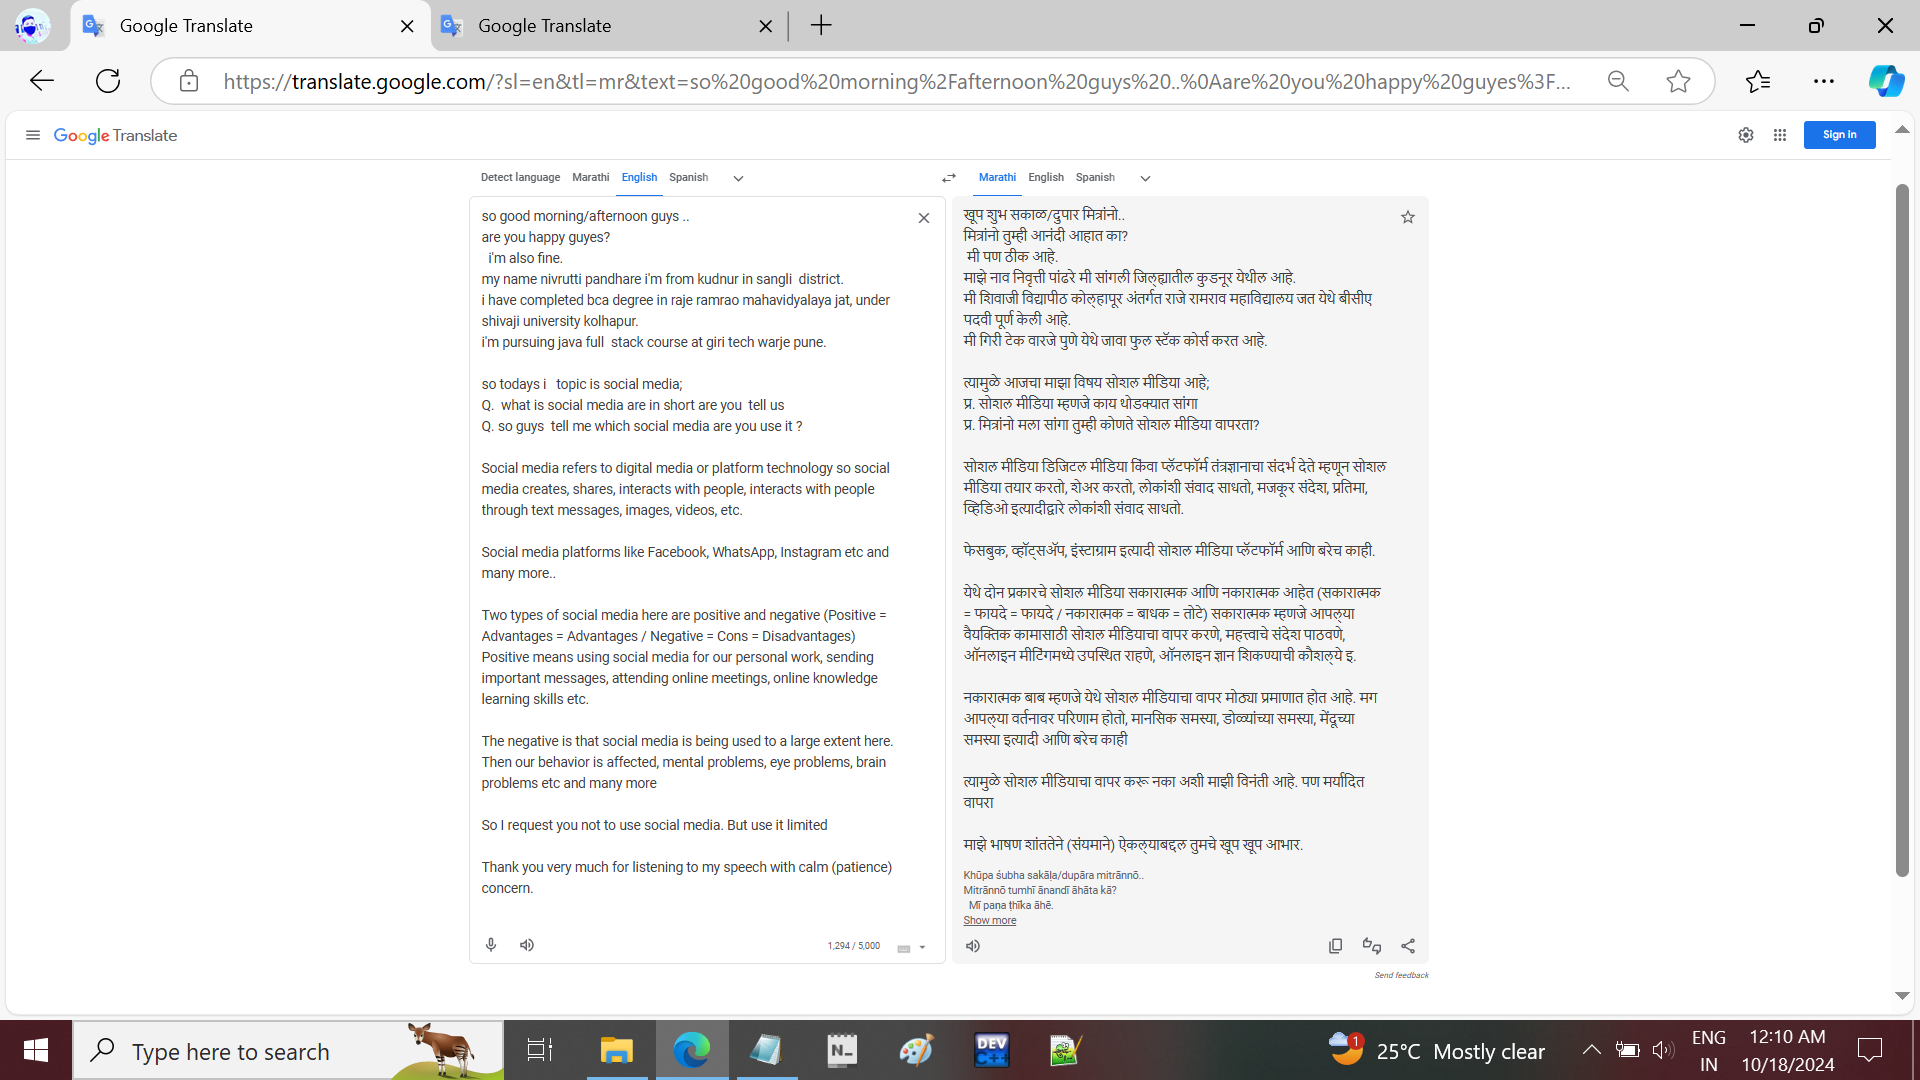 Google Translate
Google Translate
https://translate.google.com/?sl=en&tl=mr&text=so%20good%20morning%2Fafternoon%20guys%20..%0Aare%20you%20happy%20guyes%3F...
Google Translate
Sign in
Detect language Marathi English Spanish
Marathi English Spanish
so good morning/afternoon guys ..
are you happy guyes?
i'm also fine.
my name nivrutti pandhare i'm from kudnur in sangli district.
i have completed bca degree in raje ramrao mahavidyalaya jat, under
shivaji university kolhapur.
i'm pursuing java full stack course at giri tech warje pune.
so todays i topic is social media;
Q. what is social media are in short are you tell us
Q. so guys tell me which social media are you use it ?
Social media refers to digital media or platform technology so social
media creates, shares, interacts with people, interacts with people
through text messages, images, videos, etc.
Social media platforms like Facebook, WhatsApp, Instagram etc and
many more..
Two types of social media here are positive and negative (Positive =
Advantages = Advantages / Negative = Cons = Disadvantages)
Positive means using social media for our personal work, sending
important messages, attending online meetings, online knowledge
learning skills etc.
The negative is that social media is being used to a large extent here.
Then our behavior is affected, mental problems, eye problems, brain
problems etc and many more
So I request you not to use social media. But use it limited
Thank you very much for listening to my speech with calm (patience)
concern.
1,294 / 5,000
खूप शुभ सकाळ/दुपार मित्रांनो..
मित्रांनो तुम्ही आनंदी आहात का?
मी पण ठीक आहे.
माझे नाव निवृत्ती पांढरे मी सांगली जिल्ह्यातील कुडनूर येथील आहे.
मी शिवाजी विद्यापीठ कोल्हापूर अंतर्गत राजे रामराव महाविद्यालय जत येथे बीसीए
पदवी पूर्ण केली आहे.
मी गिरी टेक वारजे पुणे येथे जावा फुल स्टॅक कोर्स करत आहे.
त्यामुळे आजचा माझा विषय सोशल मीडिया आहे;
प्र. सोशल मीडिया म्हणजे काय थोडक्यात सांगा
प्र. मित्रांनो मला सांगा तुम्ही कोणते सोशल मीडिया वापरता?
सोशल मीडिया डिजिटल मीडिया किंवा प्लॅटफॉर्म तंत्रज्ञानाचा संदर्भ देते म्हणून सोशल
मीडिया तयार करतो, शेअर करतो, लोकांशी संवाद साधतो, मजकूर संदेश, प्रतिमा,
व्हिडिओ इत्यादीद्वारे लोकांशी संवाद साधतो.
फेसबुक, व्हॉट्सॲप, इंस्टाग्राम इत्यादी सोशल मीडिया प्लॅटफॉर्म आणि बरेच काही.
येथे दोन प्रकारचे सोशल मीडिया सकारात्मक आणि नकारात्मक आहेत (सकारात्मक
= फायदे = फायदे / नकारात्मक = बाधक = तोटे) सकारात्मक म्हणजे आपल्या
वैयक्तिक कामासाठी सोशल मीडियाचा वापर करणे, महत्त्वाचे संदेश पाठवणे,
ऑनलाइन मीटिंगमध्ये उपस्थित राहणे, ऑनलाइन ज्ञान शिकण्याची कौशल्ये इ.
नकारात्मक बाब म्हणजे येथे सोशल मीडियाचा वापर मोठ्या प्रमाणात होत आहे. मग
आपल्या वर्तनावर परिणाम होतो, मानसिक समस्या, डोळ्यांच्या समस्या, मेंदूच्या
समस्या इत्यादी आणि बरेच काही
त्यामुळे सोशल मीडियाचा वापर करू नका अशी माझी विनंती आहे. पण मर्यादित
वापरा
माझे भाषण शांततेने (संयमाने) ऐकल्याबद्दल तुमचे खूप खूप आभार.
Khūpa śubha sakāḷa/dupāra mitrānnō..
Mitrānnō tumhī ānandī āhāta kā?
Mī paṇa ṭhīka āhē.
Show more
Send feedback
Type here to search
N-
DEV
C++
1
25°C Mostly clear
ENG
IN
12:10 AM
10/18/2024